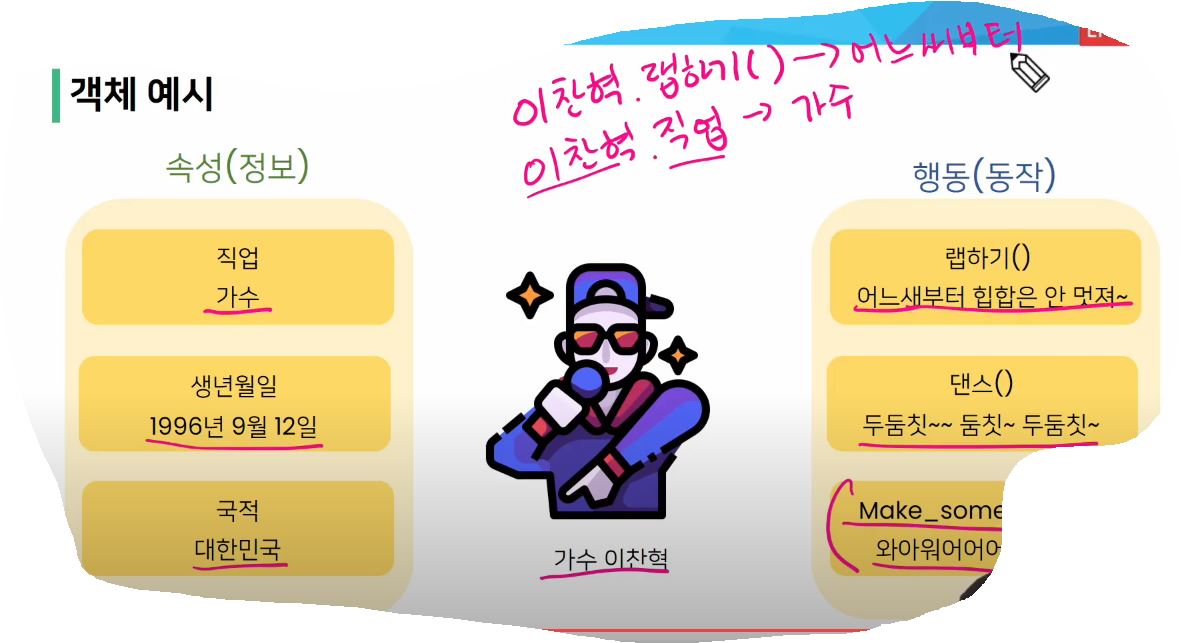 객체 예시
이찬혁.랩하기() → 어느씨부터
이찬혁.직업 → 가수
속성(정보)
직업
가수
생년월일
1996년 9월 12일
국적
대한민국
가수 이찬혁
행동(동작)
랩하기()
어느새부터 힙합은 안 멋져~
댄스()
두둠칫~~ 둠칫~ 두둠칫~
Make_some
와아워어어어